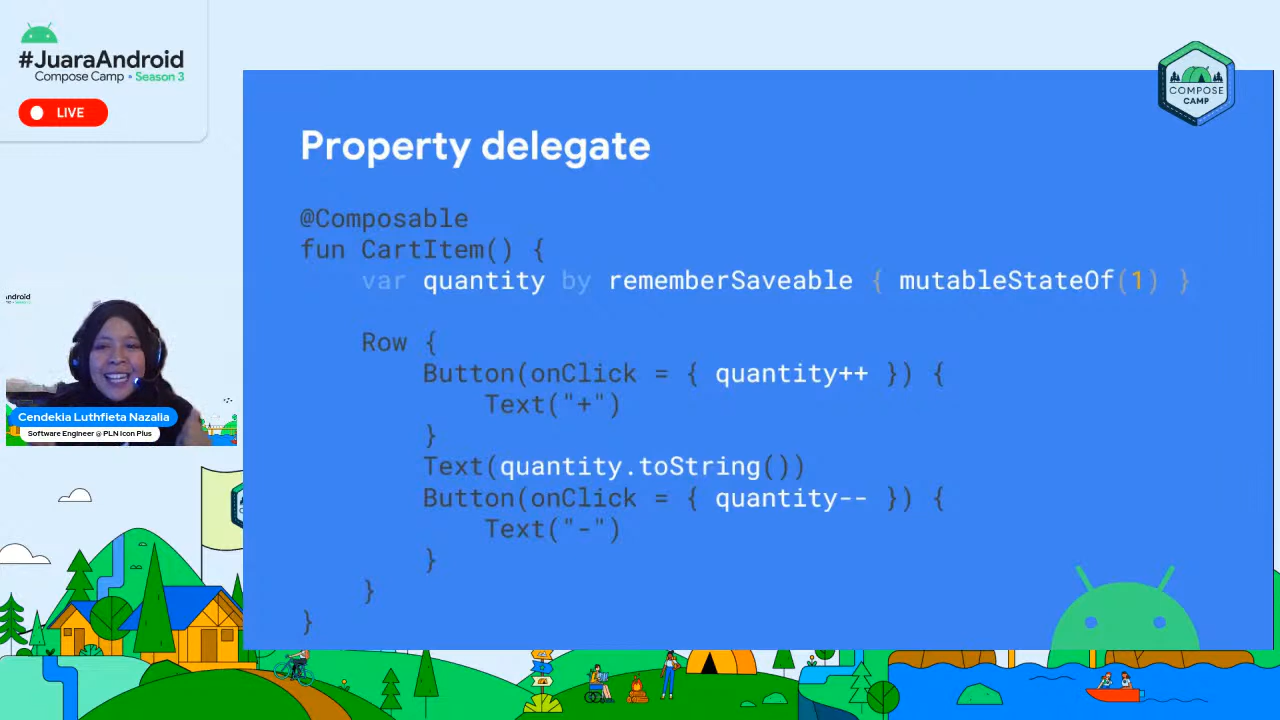 #JuaraAndroid
Compose Camp • Season 3
LIVE
COMPOSE
CAMP
Property delegate
@Composable
fun CartItem() {
    var quantity by rememberSaveable { mutableStateOf(1) }
    Row {
        Button(onClick = { quantity++ }) {
            Text("+")
        }
        Text(quantity.toString())
        Button(onClick = { quantity-- }) {
            Text("-")
        }
    }
}
Cendekia Luthfieta Nazalia
Software Engineer @ PLN Icon Plus